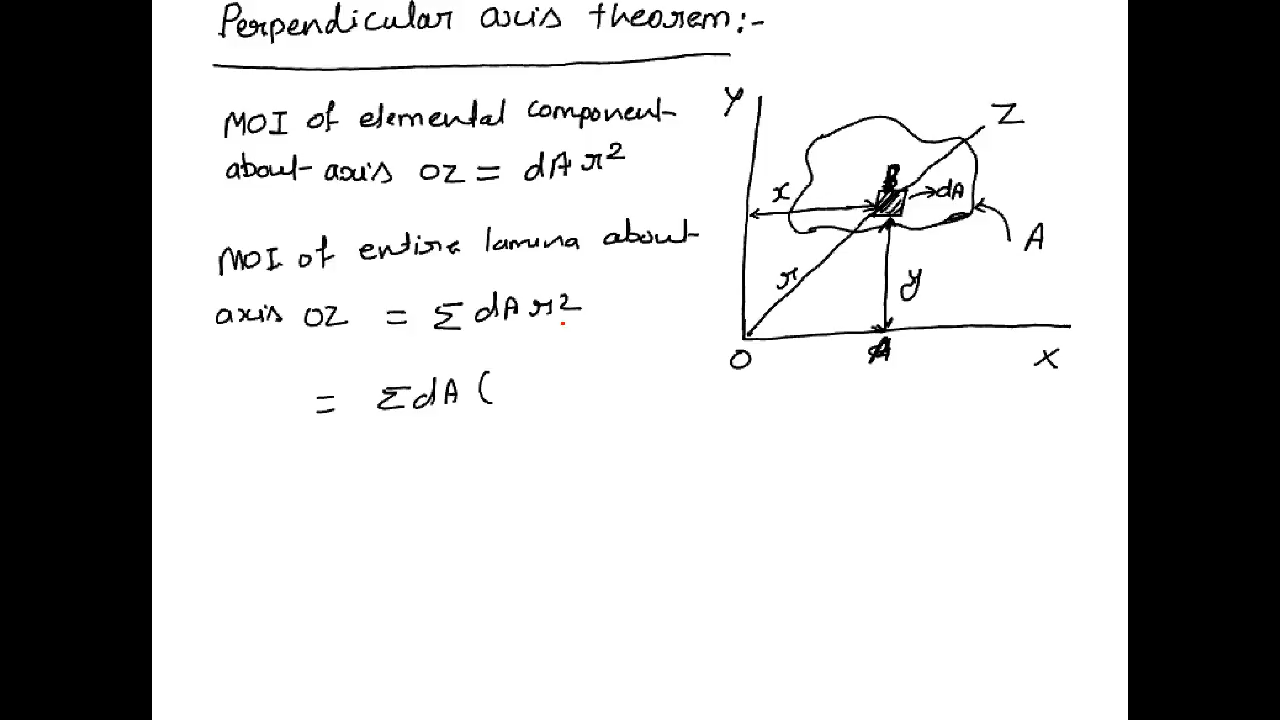 Perpendicular axis theorem:-
MOI of elemental component
about axis OZ = dA r²
MOI of entire lamina about
axis OZ = Σ dA r²
= Σ dA (
Y
Z
x
B
dA
A
r
y
O
A
X